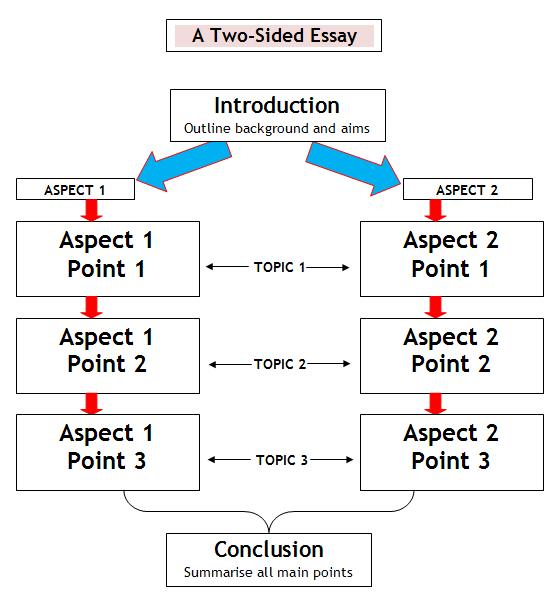 A Two-Sided Essay
Introduction
Outline background and aims
ASPECT 1
ASPECT 2
Aspect 1
Point 1
TOPIC 1
Aspect 2
Point 1
Aspect 1
Point 2
TOPIC 2
Aspect 2
Point 2
Aspect 1
Point 3
TOPIC 3
Aspect 2
Point 3
Conclusion
Summarise all main points